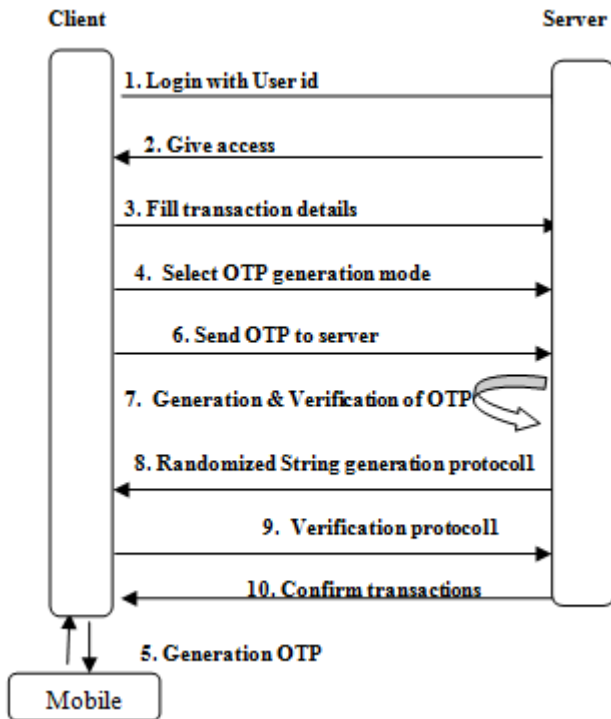 Client
Server
1. Login with User id
2. Give access
3. Fill transaction details
4. Select OTP generation mode
6. Send OTP to server
7. Generation & Verification of OTP
8. Randomized String generation protocoll
9. Verification protocoll
10. Confirm transactions
5. Generation OTP
Mobile